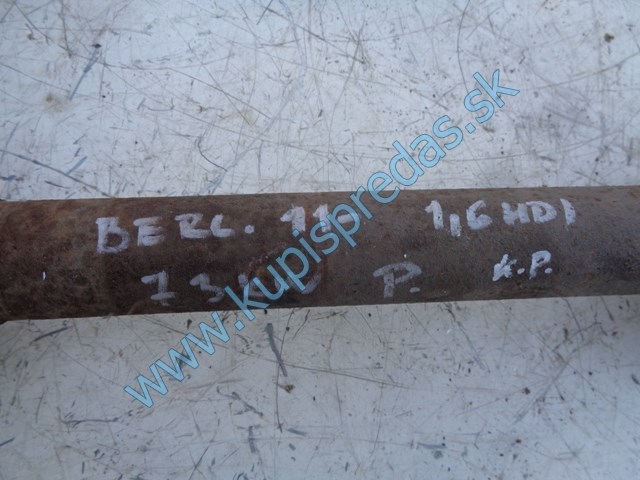 BERL. 11- 1,6 HDI
P. K.P.
www.kupispredas.sk